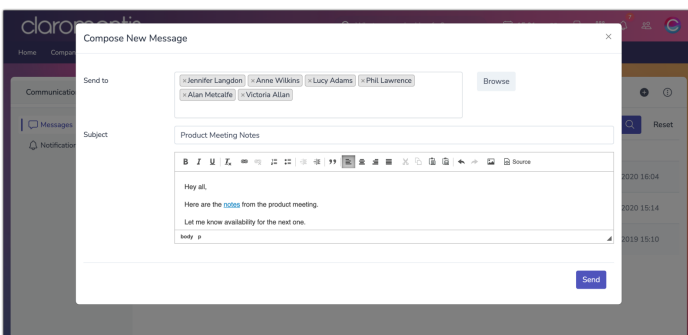 claromentis
Home
Compose New Message ×
Send to
×Jennifer Langdon ×Anne Wilkins ×Lucy Adams ×Phil Lawrence
×Alan Metcalfe ×Victoria Allan
Browse
Messages
Notification
Subject
Product Meeting Notes
Reset
B I U Source
Hey all,
Here are the notes from the product meeting.
Let me know availability for the next one.
body p
2020 16:04
2020 15:14
2019 15:10
Send